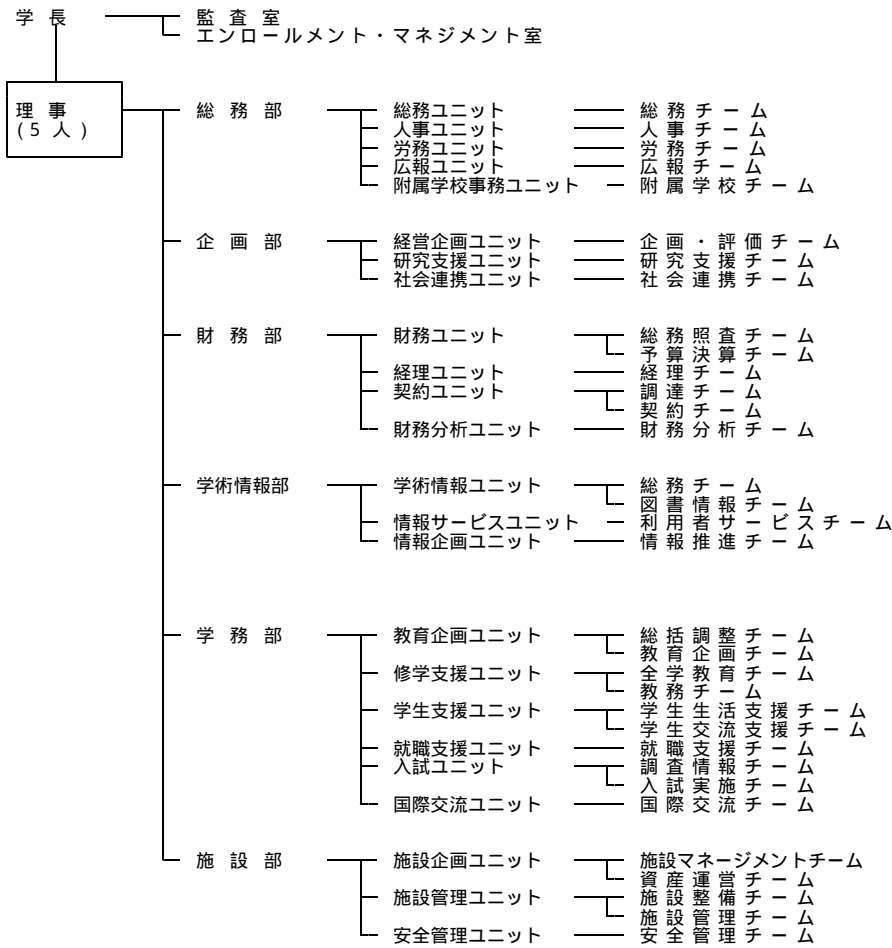 学長 監査室
エンロールメント・マネジメント室
理事
(5人)
総務部 総務ユニット 総務チーム
人事ユニット 人事チーム
労務ユニット 労務チーム
広報ユニット 広報チーム
附属学校事務ユニット 附属学校チーム
企画部 経営企画ユニット 企画・評価チーム
研究支援ユニット 研究支援チーム
社会連携ユニット 社会連携チーム
財務部 財務ユニット 総務照査チーム
予算決算チーム
経理ユニット 経理チーム
契約ユニット 調達チーム
契約チーム
財務分析ユニット 財務分析チーム
学術情報部 学術情報ユニット 総務チーム
図書情報チーム
情報サービスユニット 利用者サービスチーム
情報企画ユニット 情報推進チーム
学務部 教育企画ユニット 総括調整チーム
教育企画チーム
修学支援ユニット 全学教育チーム
教務チーム
学生支援ユニット 学生生活支援チーム
学生交流支援チーム
就職支援ユニット 就職支援チーム
入試ユニット 調査情報チーム
入試実施チーム
国際交流ユニット 国際交流チーム
施設部 施設企画ユニット 施設マネージメントチーム
資産運営チーム
施設管理ユニット 施設整備チーム
施設管理チーム
安全管理ユニット 安全管理チーム